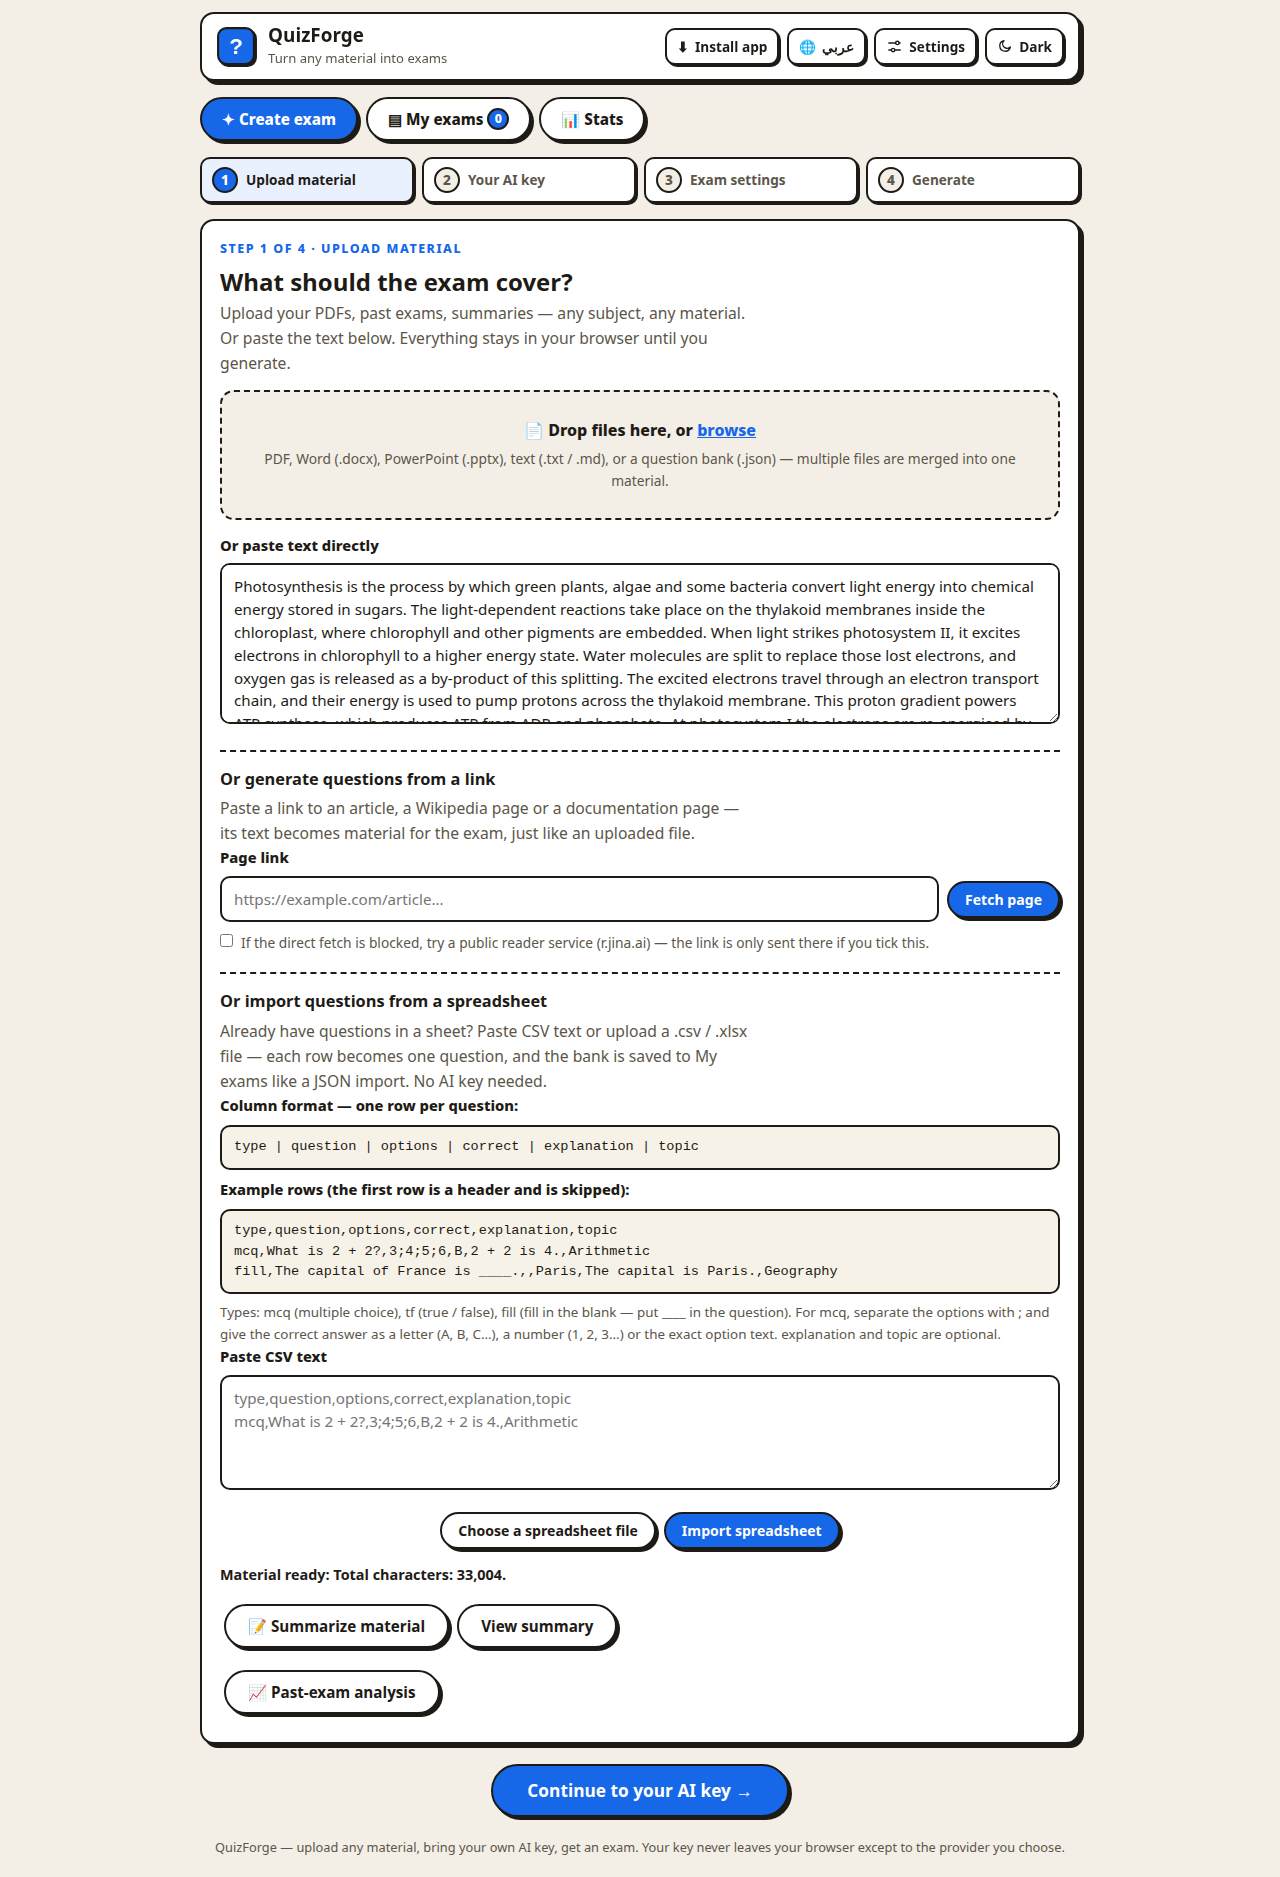 ?
QuizForge
Turn any material into exams
⬇ Install app
🌐 عربي
Settings
Dark
✦ Create exam
▤ My exams 0
📊 Stats
1 Upload material
2 Your AI key
3 Exam settings
4 Generate
STEP 1 OF 4 · UPLOAD MATERIAL
What should the exam cover?
Upload your PDFs, past exams, summaries — any subject, any material.
Or paste the text below. Everything stays in your browser until you
generate.
📄 Drop files here, or browse
PDF, Word (.docx), PowerPoint (.pptx), text (.txt / .md), or a question bank (.json) — multiple files are merged into one
material.
Or paste text directly
Photosynthesis is the process by which green plants, algae and some bacteria convert light energy into chemical
energy stored in sugars. The light-dependent reactions take place on the thylakoid membranes inside the
chloroplast, where chlorophyll and other pigments are embedded. When light strikes photosystem II, it excites
electrons in chlorophyll to a higher energy state. Water molecules are split to replace those lost electrons, and
oxygen gas is released as a by-product of this splitting. The excited electrons travel through an electron transport
chain, and their energy is used to pump protons across the thylakoid membrane. This proton gradient powers
ATP synthase, which produces ATP from ADP and phosphate. At photosystem I the electrons are re-energised by
Or generate questions from a link
Paste a link to an article, a Wikipedia page or a documentation page —
its text becomes material for the exam, just like an uploaded file.
Page link
https://example.com/article...
Fetch page
If the direct fetch is blocked, try a public reader service (r.jina.ai) — the link is only sent there if you tick this.
Or import questions from a spreadsheet
Already have questions in a sheet? Paste CSV text or upload a .csv / .xlsx
file — each row becomes one question, and the bank is saved to My
exams like a JSON import. No AI key needed.
Column format — one row per question:
type | question | options | correct | explanation | topic
Example rows (the first row is a header and is skipped):
type,question,options,correct,explanation,topic
mcq,What is 2 + 2?,3;4;5;6,B,2 + 2 is 4.,Arithmetic
fill,The capital of France is ____.,,Paris,The capital is Paris.,Geography
Types: mcq (multiple choice), tf (true / false), fill (fill in the blank — put ____ in the question). For mcq, separate the options with ; and
give the correct answer as a letter (A, B, C...), a number (1, 2, 3...) or the exact option text. explanation and topic are optional.
Paste CSV text
type,question,options,correct,explanation,topic
mcq,What is 2 + 2?,3;4;5;6,B,2 + 2 is 4.,Arithmetic
Choose a spreadsheet file
Import spreadsheet
Material ready: Total characters: 33,004.
📝 Summarize material
View summary
📈 Past-exam analysis
Continue to your AI key →
QuizForge — upload any material, bring your own AI key, get an exam. Your key never leaves your browser except to the provider you choose.